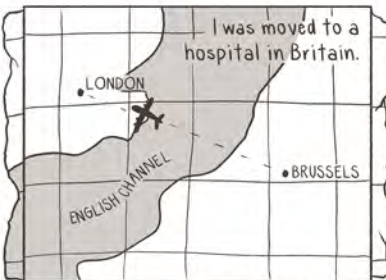 I was moved to a
hospital in Britain.
LONDON
BRUSSELS
ENGLISH CHANNEL